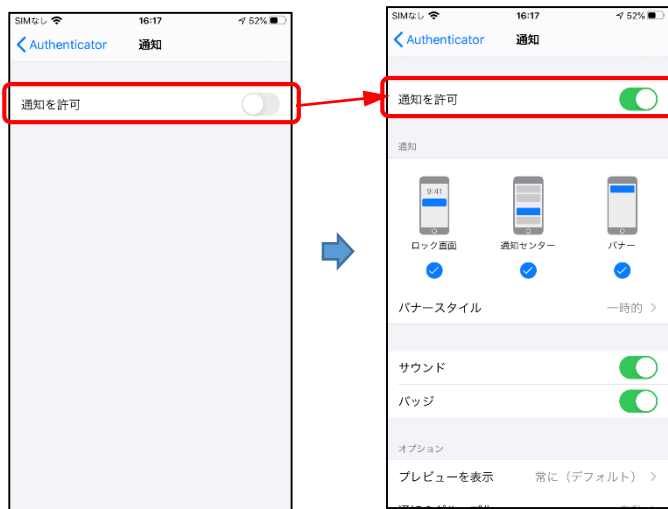 SIMなし 16:17 52%
Authenticator 通知
通知を許可
SIMなし 16:17 52%
Authenticator 通知
通知を許可
通知
9:41
ロック画面 通知センター バナー
バナースタイル 一時的
サウンド
バッジ
オプション
プレビューを表示 常に（デフォルト）